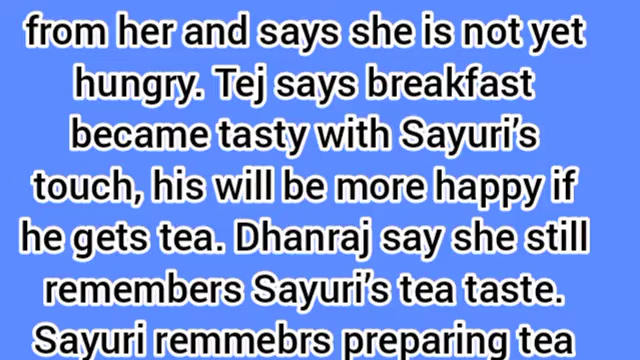 from her and says she is not yet
hungry. Tej says breakfast
became tasty with Sayuri's
touch, his will be more happy if
he gets tea. Dhanraj say she still
remembers Sayuri's tea taste.
Sayuri remmebrs preparing tea